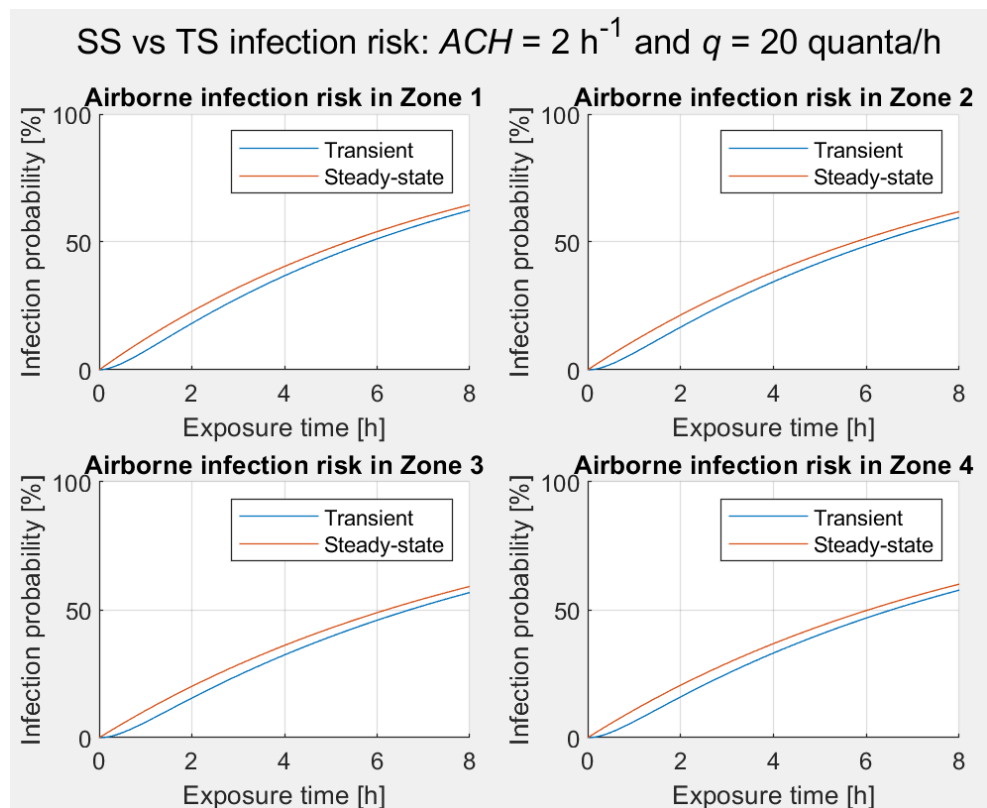 SS vs TS infection risk: ACH = 2 h⁻¹ and q = 20 quanta/h
Airborne infection risk in Zone 1
Infection probability [%]
100
50
0
Transient
Steady-state
0 2 4 6 8
Exposure time [h]
Airborne infection risk in Zone 2
Infection probability [%]
100
50
0
Transient
Steady-state
0 2 4 6 8
Exposure time [h]
Airborne infection risk in Zone 3
Infection probability [%]
100
50
0
Transient
Steady-state
0 2 4 6 8
Exposure time [h]
Airborne infection risk in Zone 4
Infection probability [%]
100
50
0
Transient
Steady-state
0 2 4 6 8
Exposure time [h]